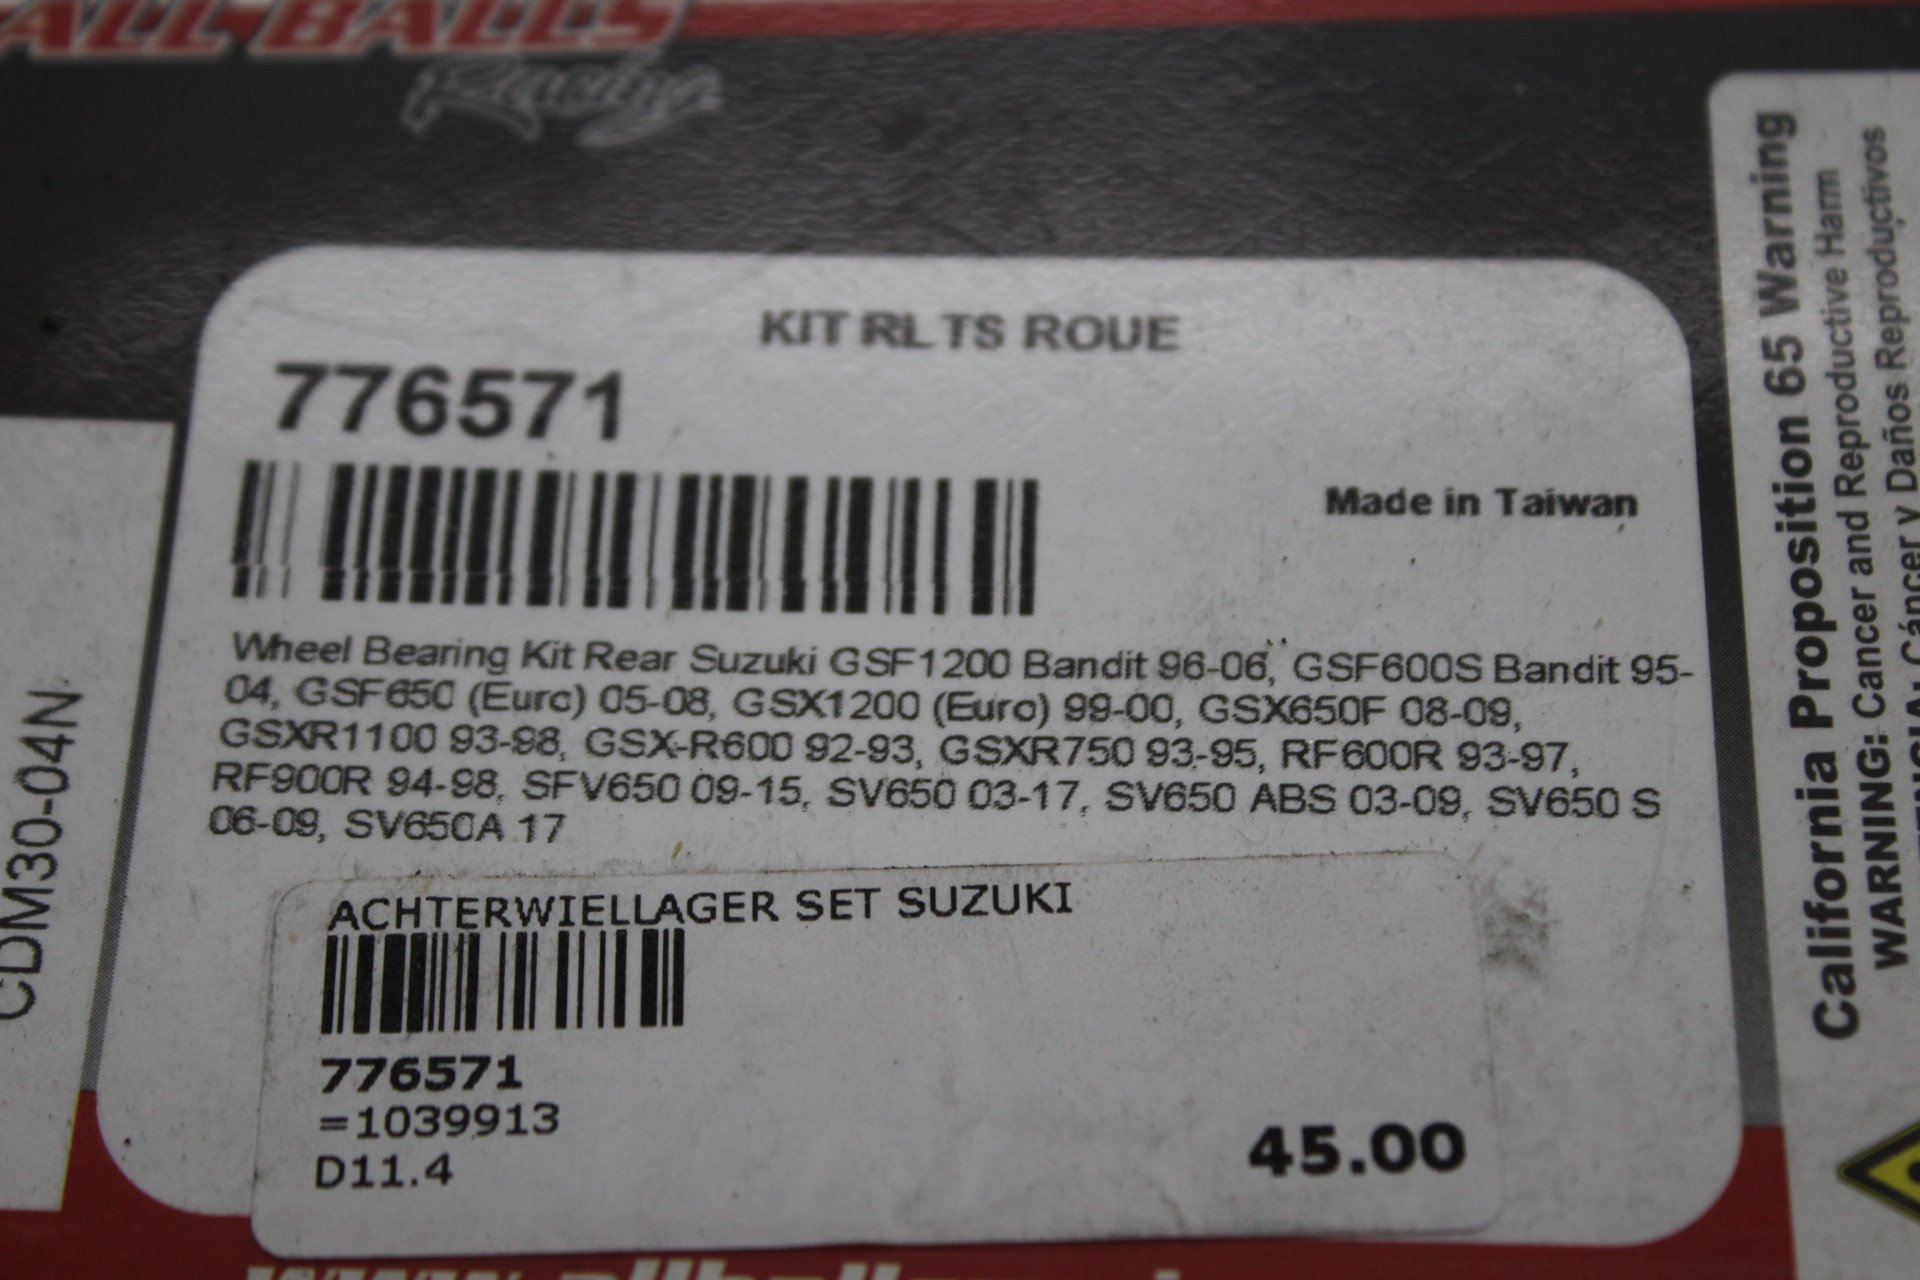 ALL BALLS
Racing
KIT RLTS ROUE
776571
Made in Taiwan
Wheel Bearing Kit Rear Suzuki GSF1200 Bandit 96-06, GSF600S Bandit 95-
04, GSF650 (Euro) 05-08, GSX1200 (Euro) 99-00, GSX650F 08-09,
GSXR1100 93-98, GSX-R600 92-93, GSXR750 93-95, RF600R 93-97,
RF900R 94-98, SFV650 09-15, SV650 03-17, SV650 ABS 03-09, SV650 S
06-09, SV650A 17
ACHTERWIELLAGER SET SUZUKI
776571
=1039913
D11.4
45.00
CDM30-04N
California Proposition 65 Warning
WARNING: Cancer and Reproductive Harm
Cáncer y Daños Reproductivos